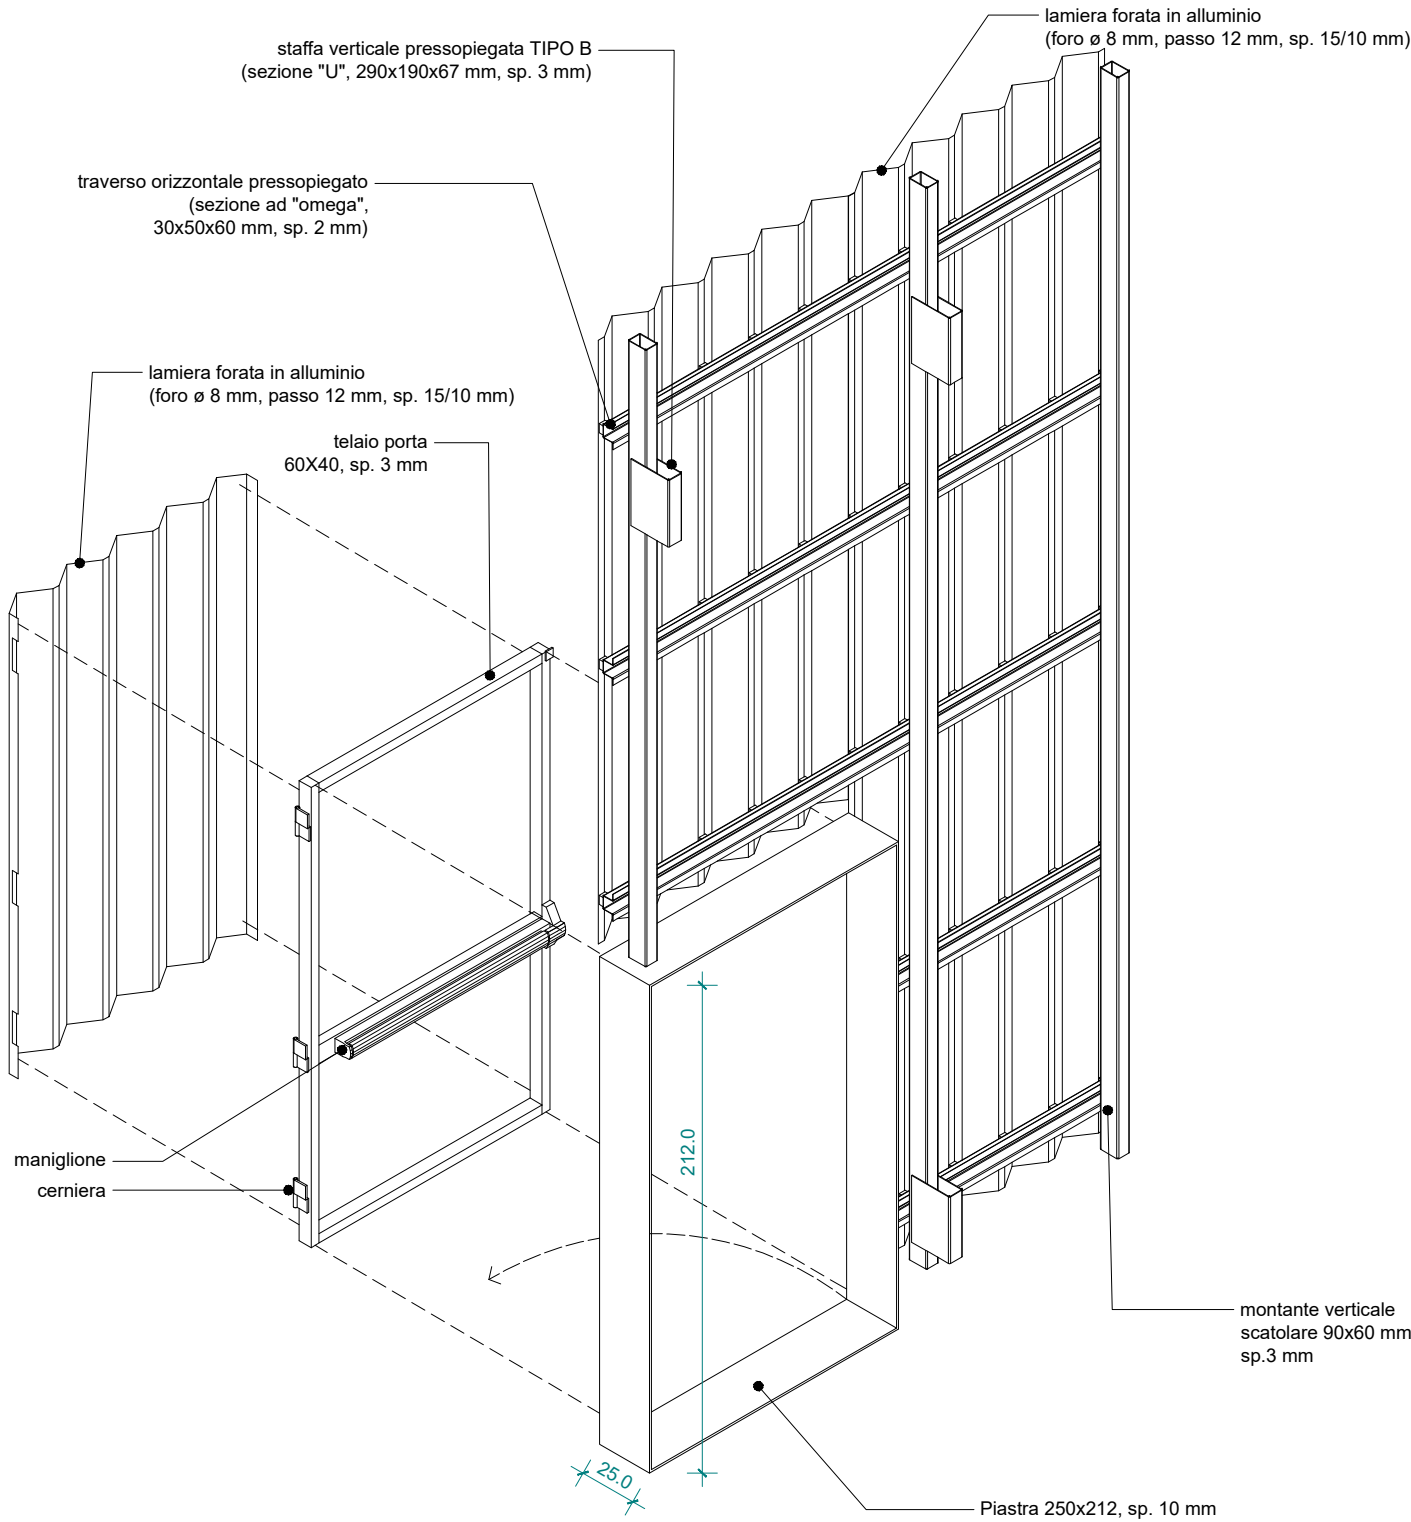 lamiera forata in alluminio
(foro ø 8 mm, passo 12 mm, sp. 15/10 mm)
staffa verticale pressopiegata TIPO B
(sezione "U", 290x190x67 mm, sp. 3 mm)
traverso orizzontale pressopiegato
(sezione ad "omega",
30x50x60 mm, sp. 2 mm)
lamiera forata in alluminio
(foro ø 8 mm, passo 12 mm, sp. 15/10 mm)
telaio porta
60X40, sp. 3 mm
212.0
maniglione
cerniera
montante verticale
scatolare 90x60 mm
sp.3 mm
25.0
Piastra 250x212, sp. 10 mm